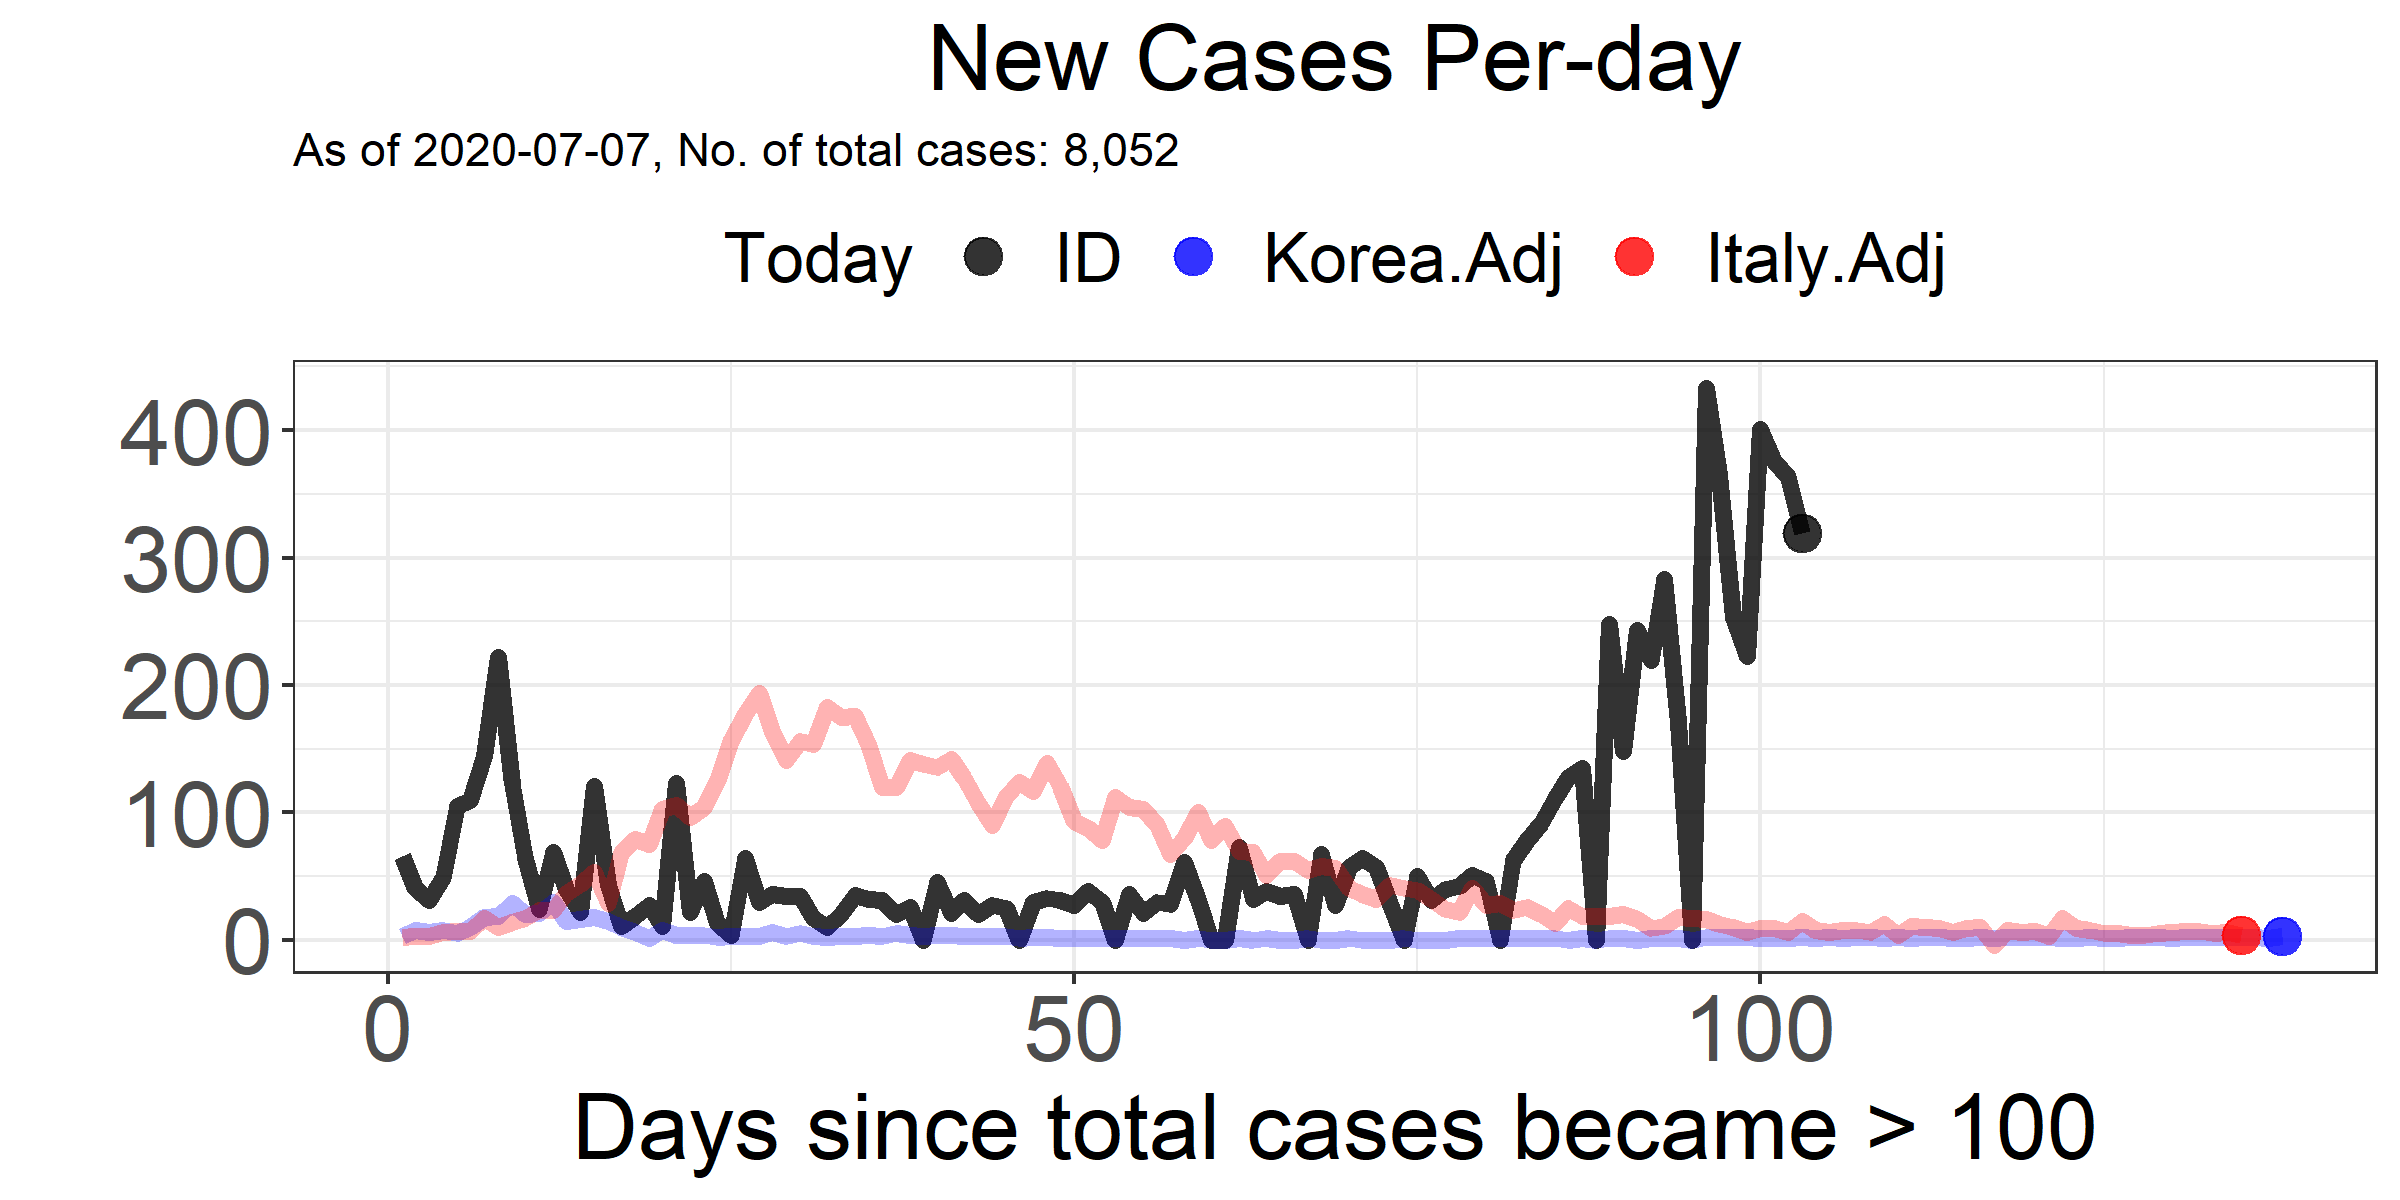 New Cases Per-day
As of 2020-07-07, No. of total cases: 8,052
Today ID Korea.Adj Italy.Adj
400
300
200
100
0
0 50 100
Days since total cases became > 100